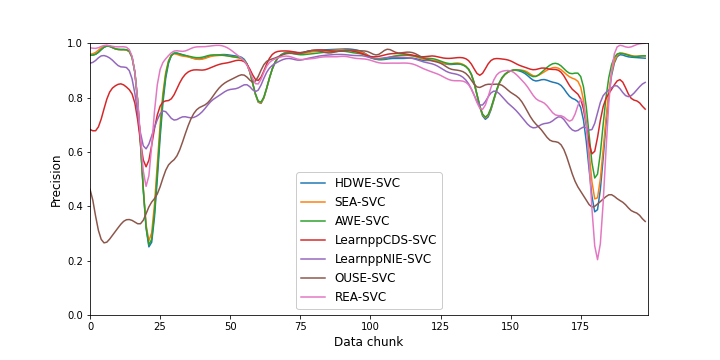 1.0
0.8
0.6
0.4
0.2
0.0
Precision
HDWE-SVC
SEA-SVC
AWE-SVC
LearnppCDS-SVC
LearnppNIE-SVC
OUSE-SVC
REA-SVC
0 25 50 75 100 125 150 175
Data chunk